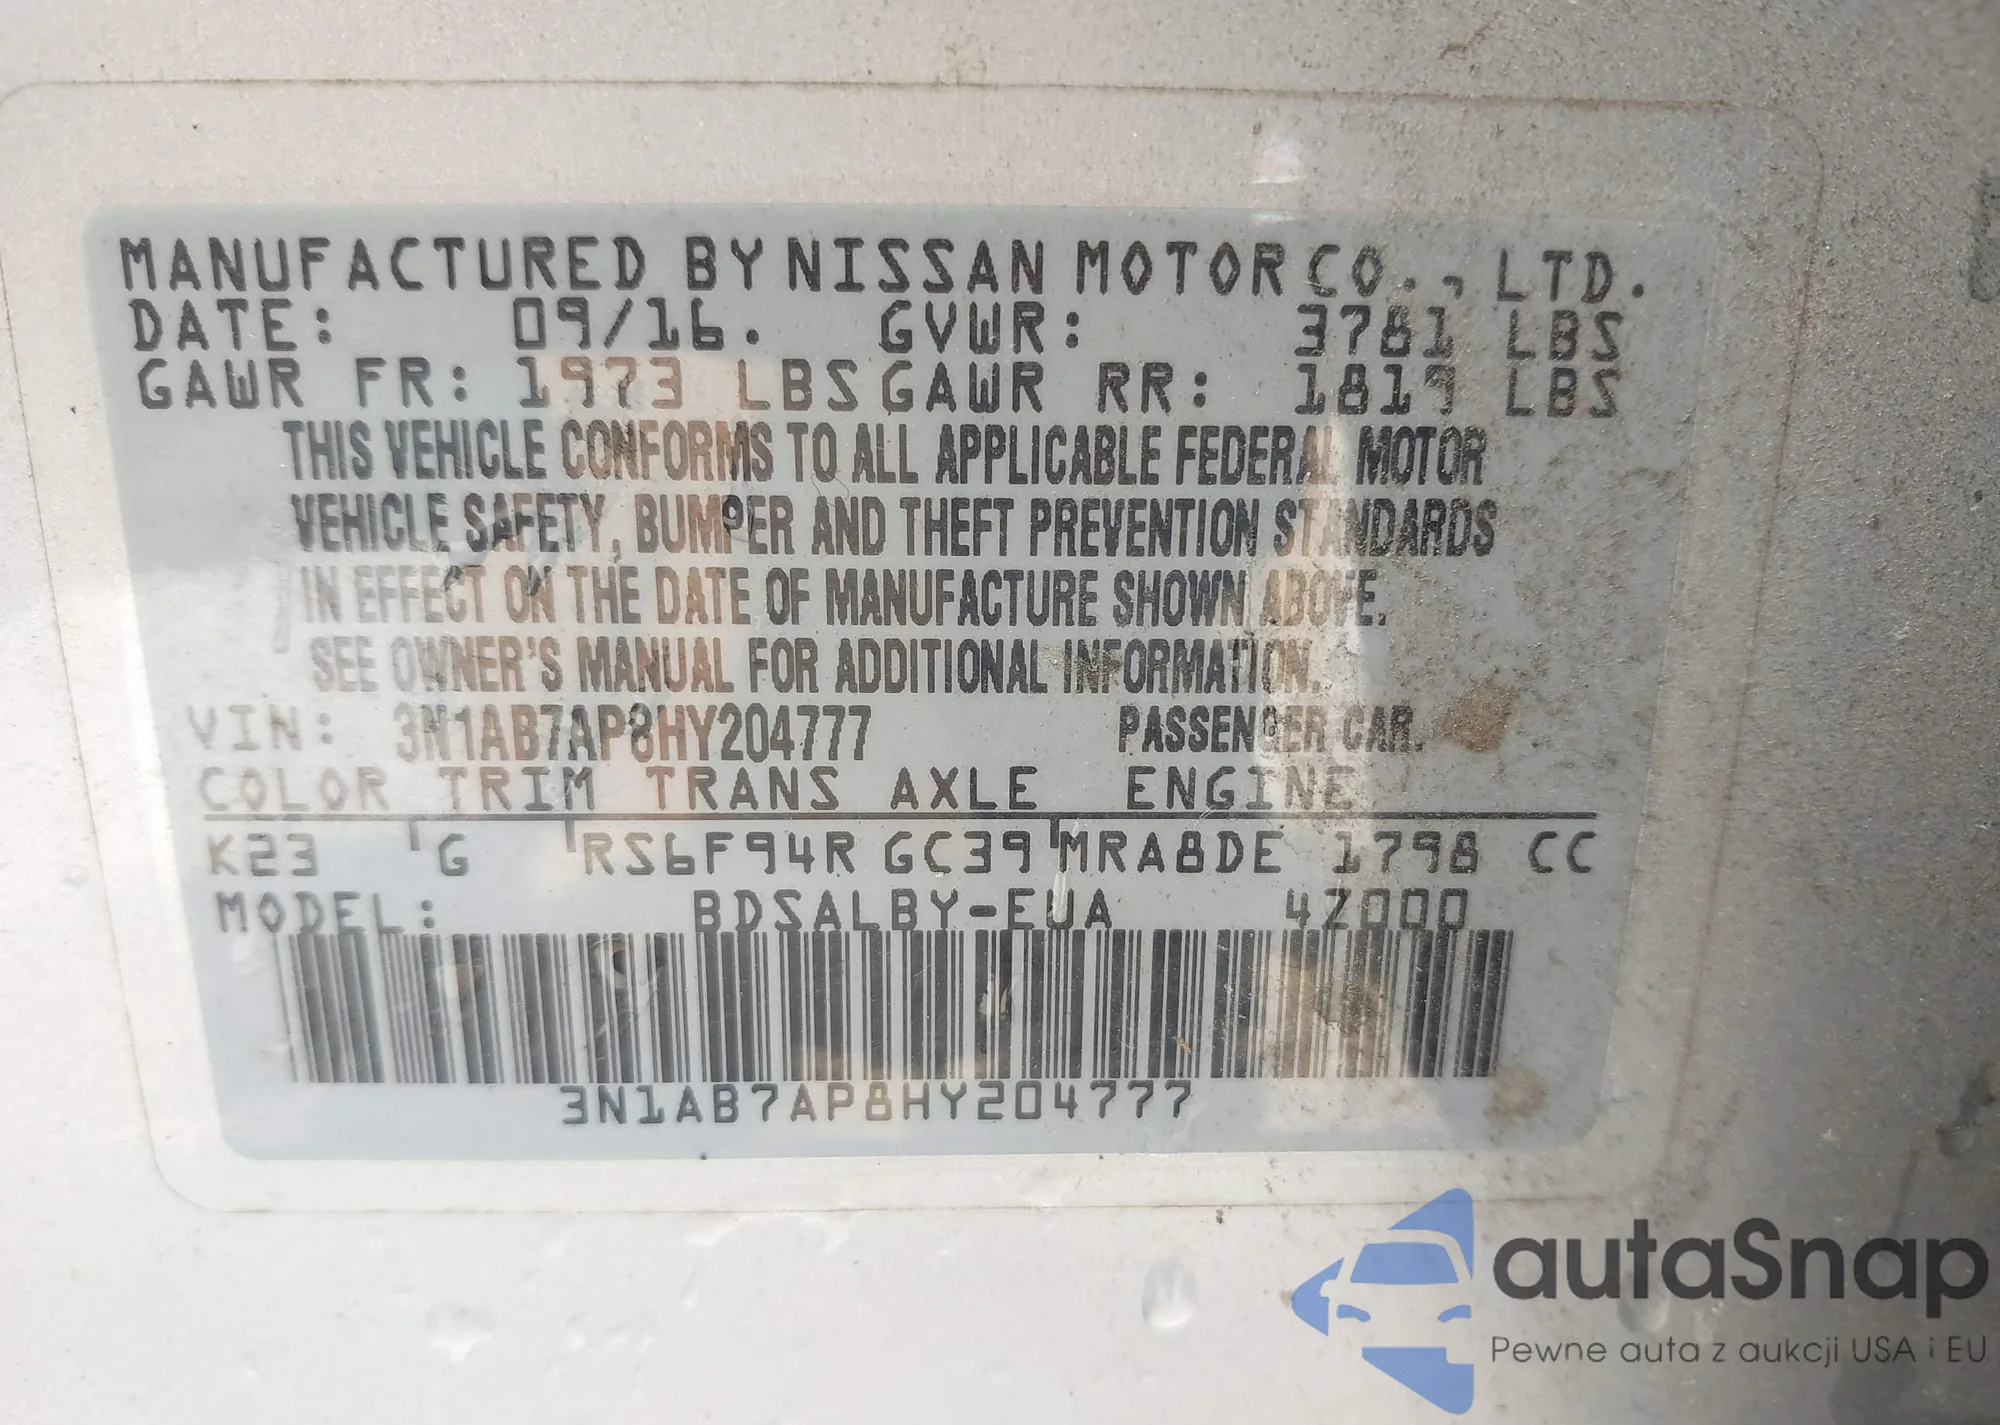 MANUFACTURED BY NISSAN MOTOR CO., LTD.
DATE: 09/16. GVWR: 3781 LBS
GAWR FR: 1973 LBS GAWR RR: 1819 LBS
THIS VEHICLE CONFORMS TO ALL APPLICABLE FEDERAL MOTOR
VEHICLE SAFETY, BUMPER AND THEFT PREVENTION STANDARDS
IN EFFECT ON THE DATE OF MANUFACTURE SHOWN ABOVE.
SEE OWNER'S MANUAL FOR ADDITIONAL INFORMATION.
VIN: 3N1AB7AP8HY204777 PASSENGER CAR.
COLOR TRIM TRANS AXLE ENGINE
K23 G RS6F94R GC39 MRA8DE 1798 CC
MODEL: BDSALBY-EUA 4Z000
3N1AB7AP8HY204777
autaSnap
Pewne auta z aukcji USA i EU